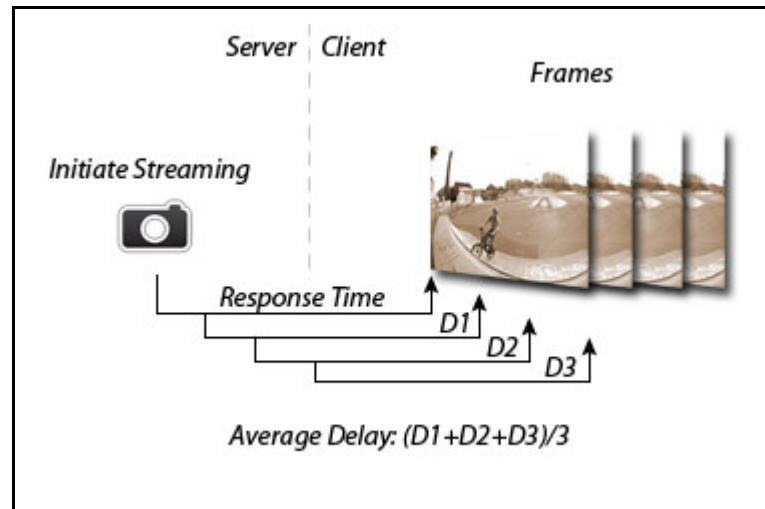 Server
Client
Frames
Initiate Streaming
Response Time
D1
D2
D3
Average Delay: (D1+D2+D3)/3